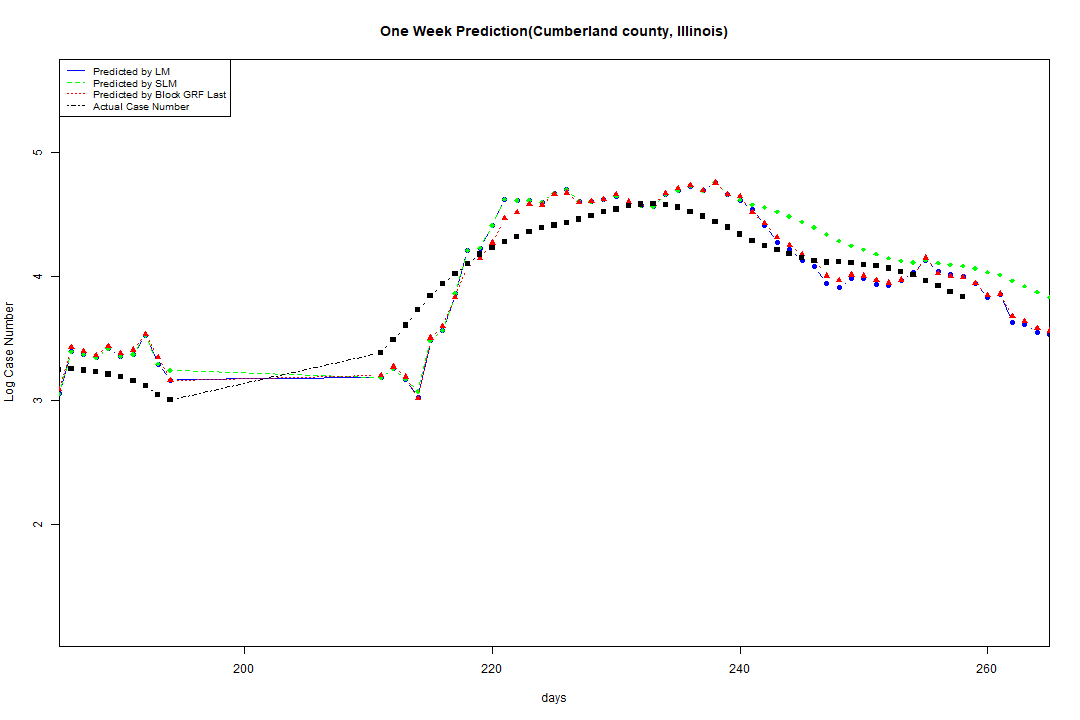 One Week Prediction(Cumberland county, Illinois)
Predicted by LM
Predicted by SLM
Predicted by Block GRF Last
Actual Case Number
5
4
3
2
Log Case Number
200 220 240 260
days